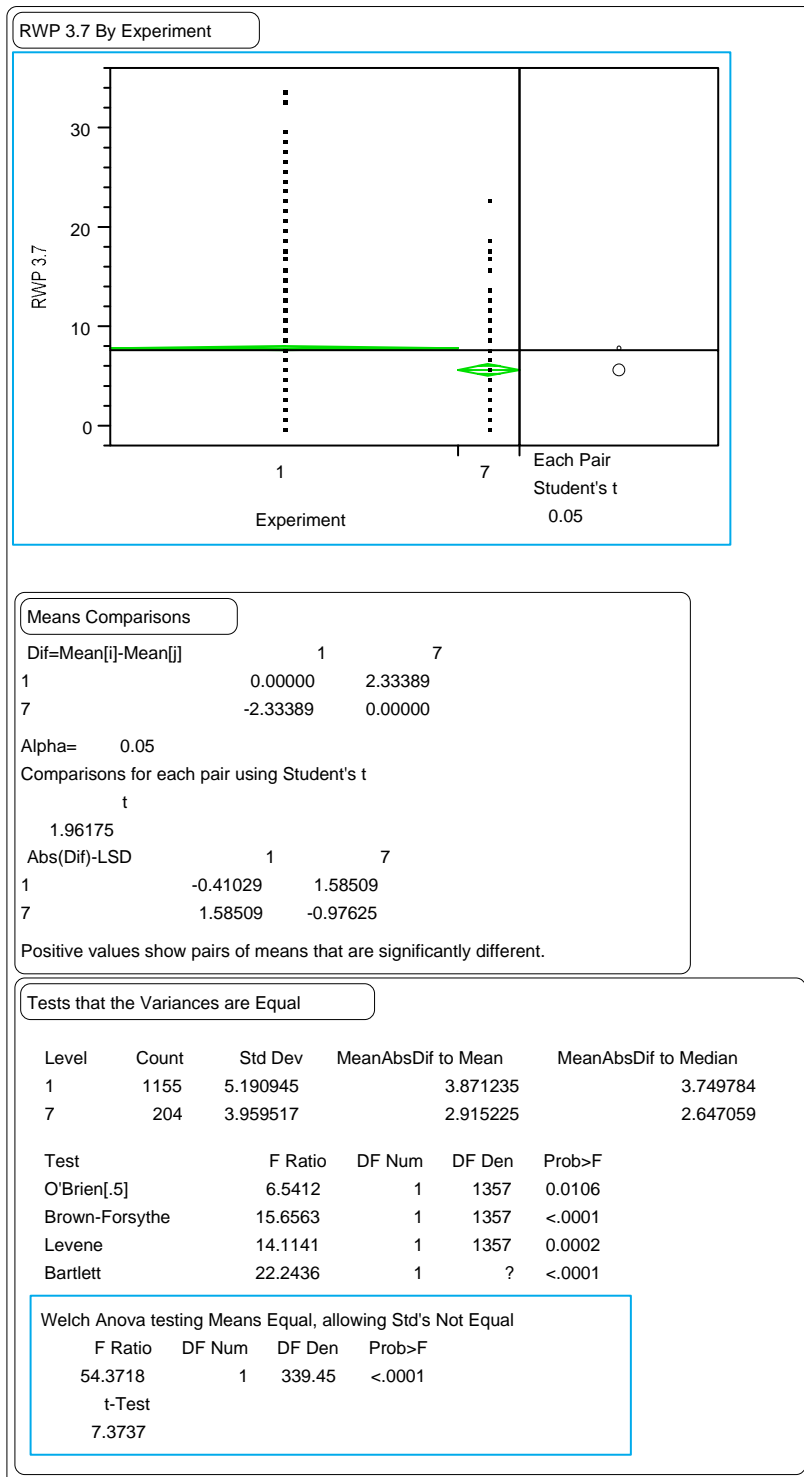 RWP 3.7 By Experiment
30
20
10
0
RWP 3.7
1 7
Experiment
Each Pair
Student's t
0.05
Means Comparisons
Dif=Mean[i]-Mean[j] 1 7
1 0.00000 2.33389
7 -2.33389 0.00000
Alpha= 0.05
Comparisons for each pair using Student's t
t
1.96175
Abs(Dif)-LSD 1 7
1 -0.41029 1.58509
7 1.58509 -0.97625
Positive values show pairs of means that are significantly different.
Tests that the Variances are Equal
Level Count Std Dev MeanAbsDif to Mean MeanAbsDif to Median
1 1155 5.190945 3.871235 3.749784
7 204 3.959517 2.915225 2.647059
Test F Ratio DF Num DF Den Prob>F
O'Brien[.5] 6.5412 1 1357 0.0106
Brown-Forsythe 15.6563 1 1357 <.0001
Levene 14.1141 1 1357 0.0002
Bartlett 22.2436 1 ? <.0001
Welch Anova testing Means Equal, allowing Std's Not Equal
F Ratio DF Num DF Den Prob>F
54.3718 1 339.45 <.0001
t-Test
7.3737